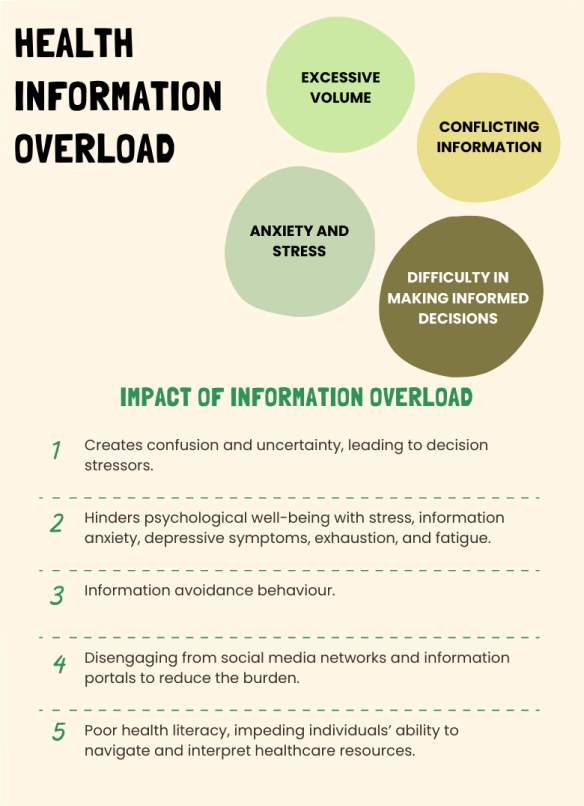 HEALTH
INFORMATION
OVERLOAD
EXCESSIVE
VOLUME
CONFLICTING
INFORMATION
ANXIETY AND
STRESS
DIFFICULTY IN
MAKING INFORMED
DECISIONS
IMPACT OF INFORMATION OVERLOAD
1 Creates confusion and uncertainty, leading to decision
stressors.
2 Hinders psychological well-being with stress, information
anxiety, depressive symptoms, exhaustion, and fatigue.
3 Information avoidance behaviour.
4 Disengaging from social media networks and information
portals to reduce the burden.
5 Poor health literacy, impeding individuals’ ability to
navigate and interpret healthcare resources.